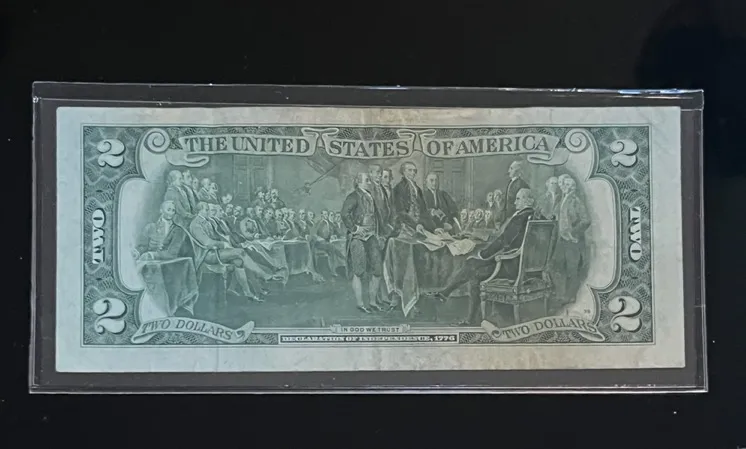 THE UNITED STATES OF AMERICA
2
2
TWO
TWO
2
2
TWO DOLLARS
IN GOD WE TRUST
TWO DOLLARS
DECLARATION OF INDEPENDENCE, 1776